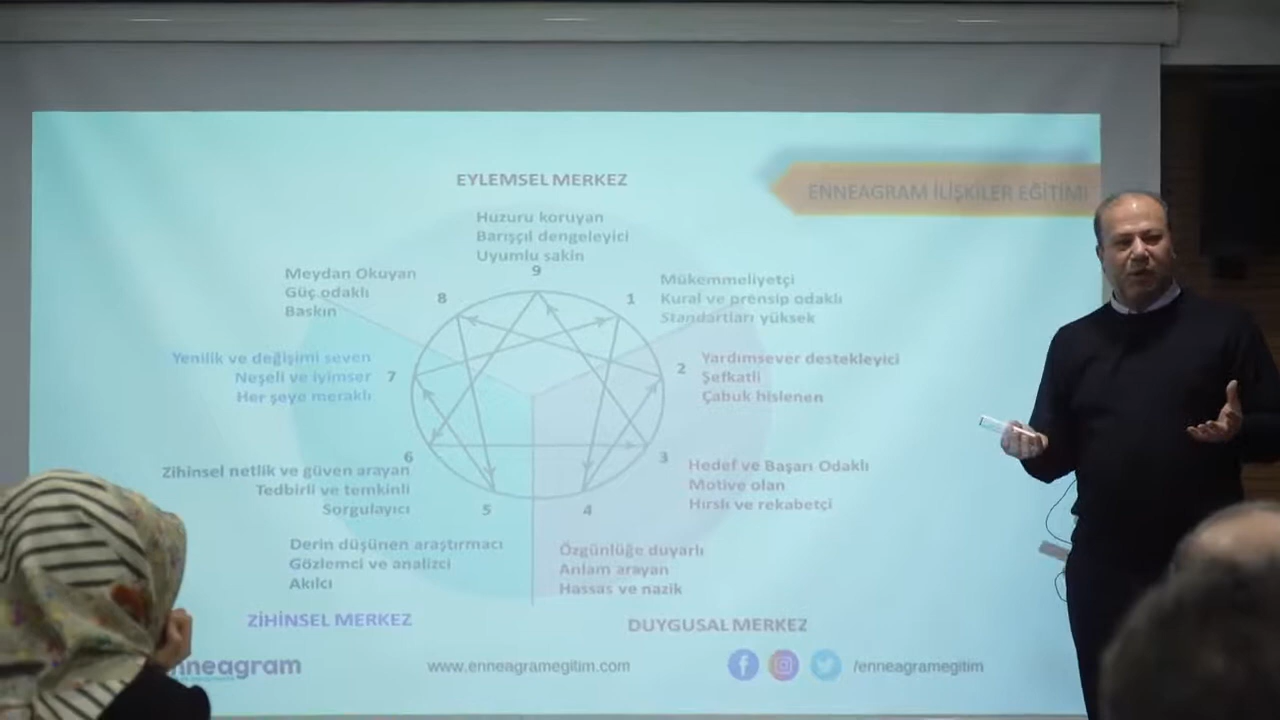 ENNEAGRAM İLİŞKİLER EĞİTİMİ
EYLEMSEL MERKEZ
Huzuru koruyan
Barışçıl dengeleyici
Uyumlu sakin
9
Meydan Okuyan
Güç odaklı
Baskın
8
1
Mükemmeliyetçi
Kural ve prensip odaklı
Standartları yüksek
Yenilik ve değişimi seven
Neşeli ve iyimser
Her şeye meraklı
7
2
Yardımsever destekleyici
Şefkatli
Çabuk hislenen
6
Zihinsel netlik ve güven arayan
Tedbirli ve temkinli
Sorgulayıcı
3
Hedef ve Başarı Odaklı
Motive olan
Hırslı ve rekabetçi
5
4
Derin düşünen araştırmacı
Gözlemci ve analizci
Akılcı
Özgünlüğe duyarlı
Anlam arayan
Hassas ve nazik
ZİHİNSEL MERKEZ
DUYGUSAL MERKEZ
nneagram
www.enneagramegitim.com
/enneagramegitim